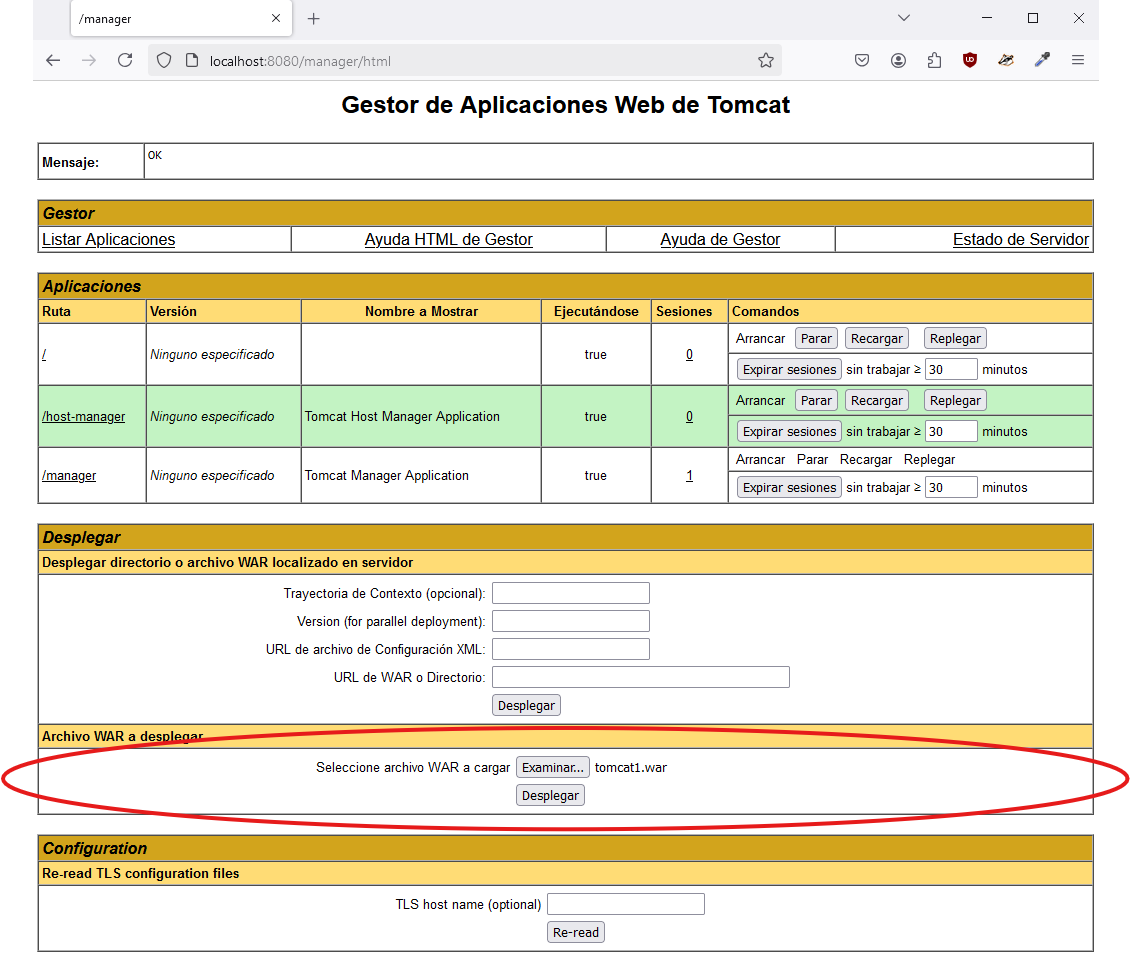 /manager
localhost:8080/manager/html
Gestor de Aplicaciones Web de Tomcat
Mensaje: OK
Gestor
Listar Aplicaciones Ayuda HTML de Gestor Ayuda de Gestor Estado de Servidor
Aplicaciones
Ruta Versión Nombre a Mostrar Ejecutándose Sesiones Comandos
/ Ninguno especificado true 0 Arrancar Parar Recargar Replegar
Expirar sesiones sin trabajar ≥ 30 minutos
/host-manager Ninguno especificado Tomcat Host Manager Application true 0 Arrancar Parar Recargar Replegar
Expirar sesiones sin trabajar ≥ 30 minutos
/manager Ninguno especificado Tomcat Manager Application true 1 Arrancar Parar Recargar Replegar
Expirar sesiones sin trabajar ≥ 30 minutos
Desplegar
Desplegar directorio o archivo WAR localizado en servidor
Trayectoria de Contexto (opcional):
Version (for parallel deployment):
URL de archivo de Configuración XML:
URL de WAR o Directorio:
Desplegar
Archivo WAR a desplegar
Seleccione archivo WAR a cargar Examinar... tomcat1.war
Desplegar
Configuration
Re-read TLS configuration files
TLS host name (optional)
Re-read